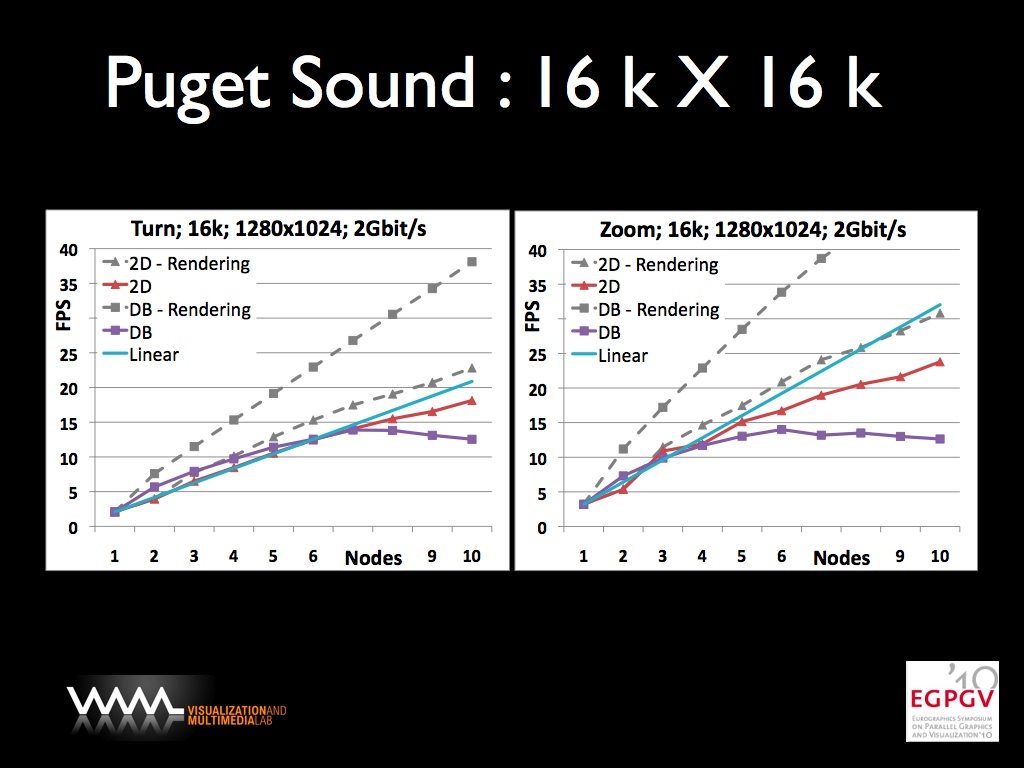 Puget Sound : 16 k X 16 k
Turn; 16k; 1280x1024; 2Gbit/s
40
35
25
20
15
10
5
0
FPS
2D - Rendering
2D
DB - Rendering
DB
Linear
1 2 3 4 5 6 Nodes 9 10
Zoom; 16k; 1280x1024; 2Gbit/s
40
35
25
20
15
10
5
0
FPS
2D - Rendering
2D
DB - Rendering
DB
Linear
1 2 3 4 5 6 Nodes 9 10
VISUALIZATION AND
MULTIMEDIA LAB
'10
EGPGV
EUROGRAPHICS SYMPOSIUM
ON PARALLEL GRAPHICS
AND VISUALIZATION'10